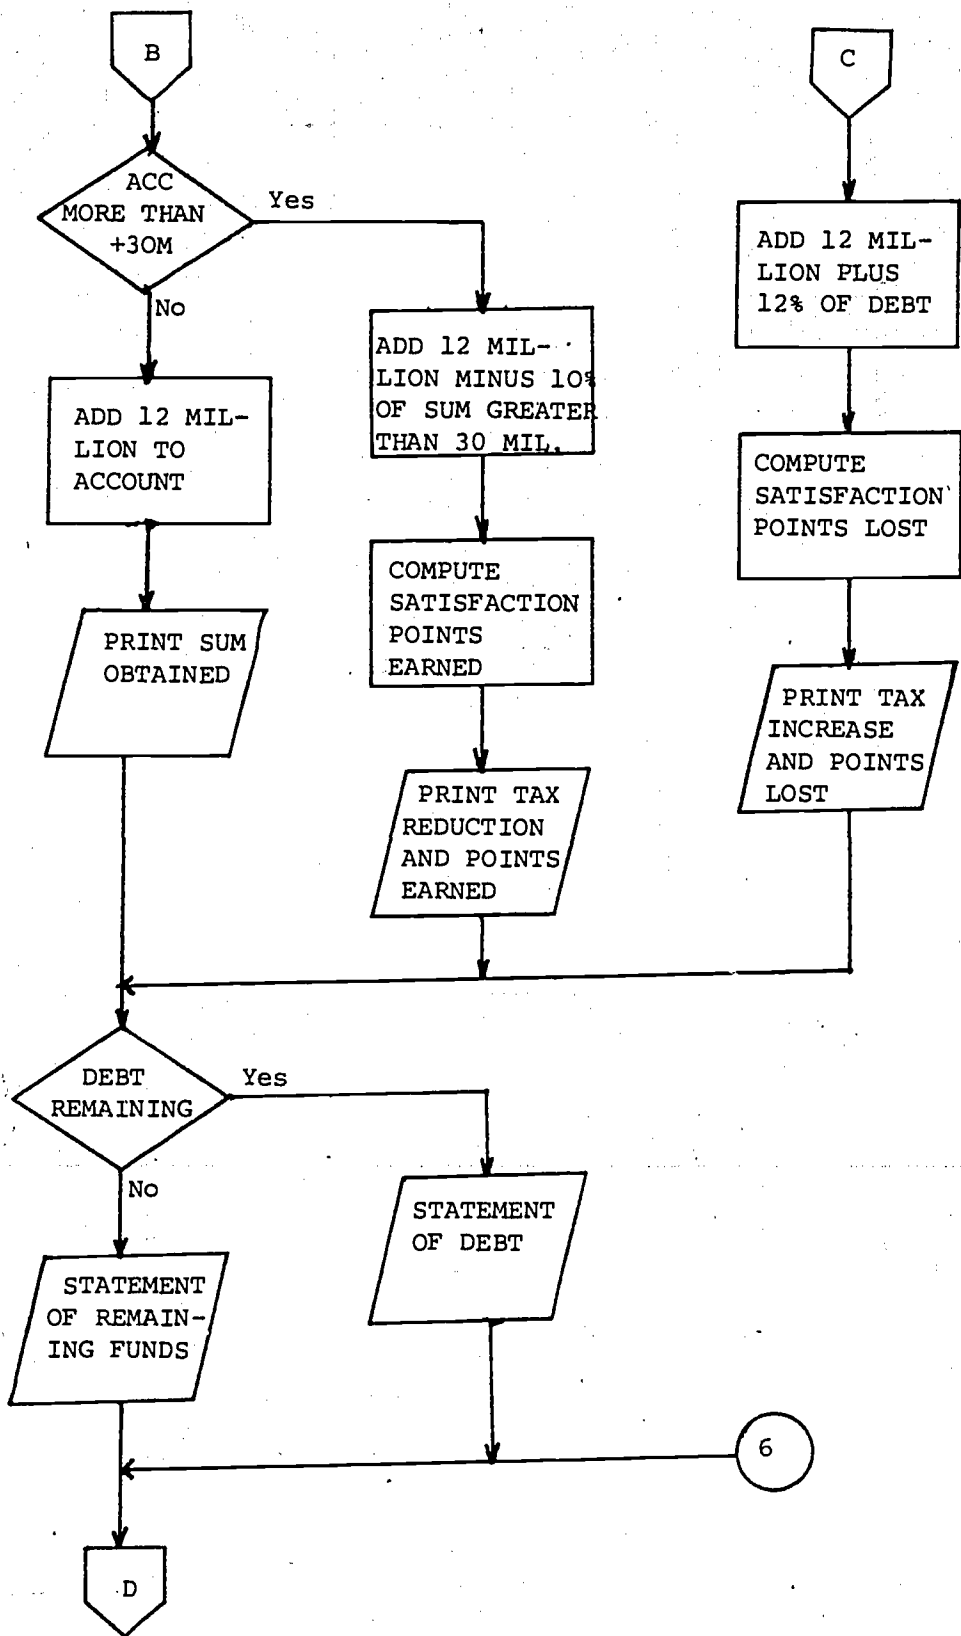 B
C
ACC
MORE THAN
+30M
Yes
No
ADD 12 MIL-
LION TO
ACCOUNT
PRINT SUM
OBTAINED
ADD 12 MIL-
LION MINUS 10%
OF SUM GREATER
THAN 30 MIL.
COMPUTE
SATISFACTION
POINTS
EARNED
PRINT TAX
REDUCTION
AND POINTS
EARNED
ADD 12 MIL-
LION PLUS
12% OF DEBT
COMPUTE
SATISFACTION
POINTS LOST
PRINT TAX
INCREASE
AND POINTS
LOST
DEBT
REMAINING
Yes
No
STATEMENT
OF DEBT
STATEMENT
OF REMAIN-
ING FUNDS
6
D